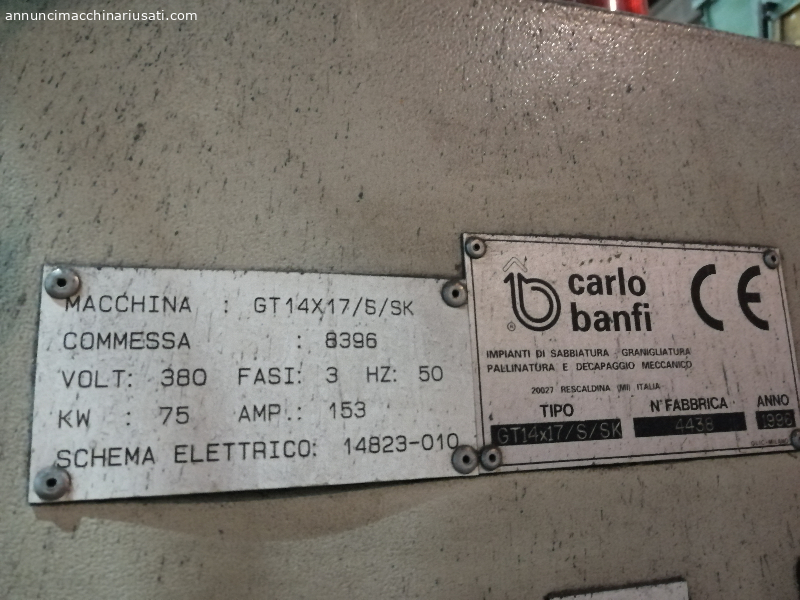 annuncimacchinariusati.com
MACCHINA : GT14X17/S/SK
COMMESSA : 8396
VOLT: 380 FASI: 3 HZ: 50
KW : 75 AMP.: 153
SCHEMA ELETTRICO: 14823-010
carlo
banfi
CE
®
IMPIANTI DI SABBIATURA GRANIGLIATURA
PALLINATURA E DECAPAGGIO MECCANICO
20027 RESCALDINA (MI) ITALIA
TIPO N° FABBRICA ANNO
GT14x17/S/SK 4438